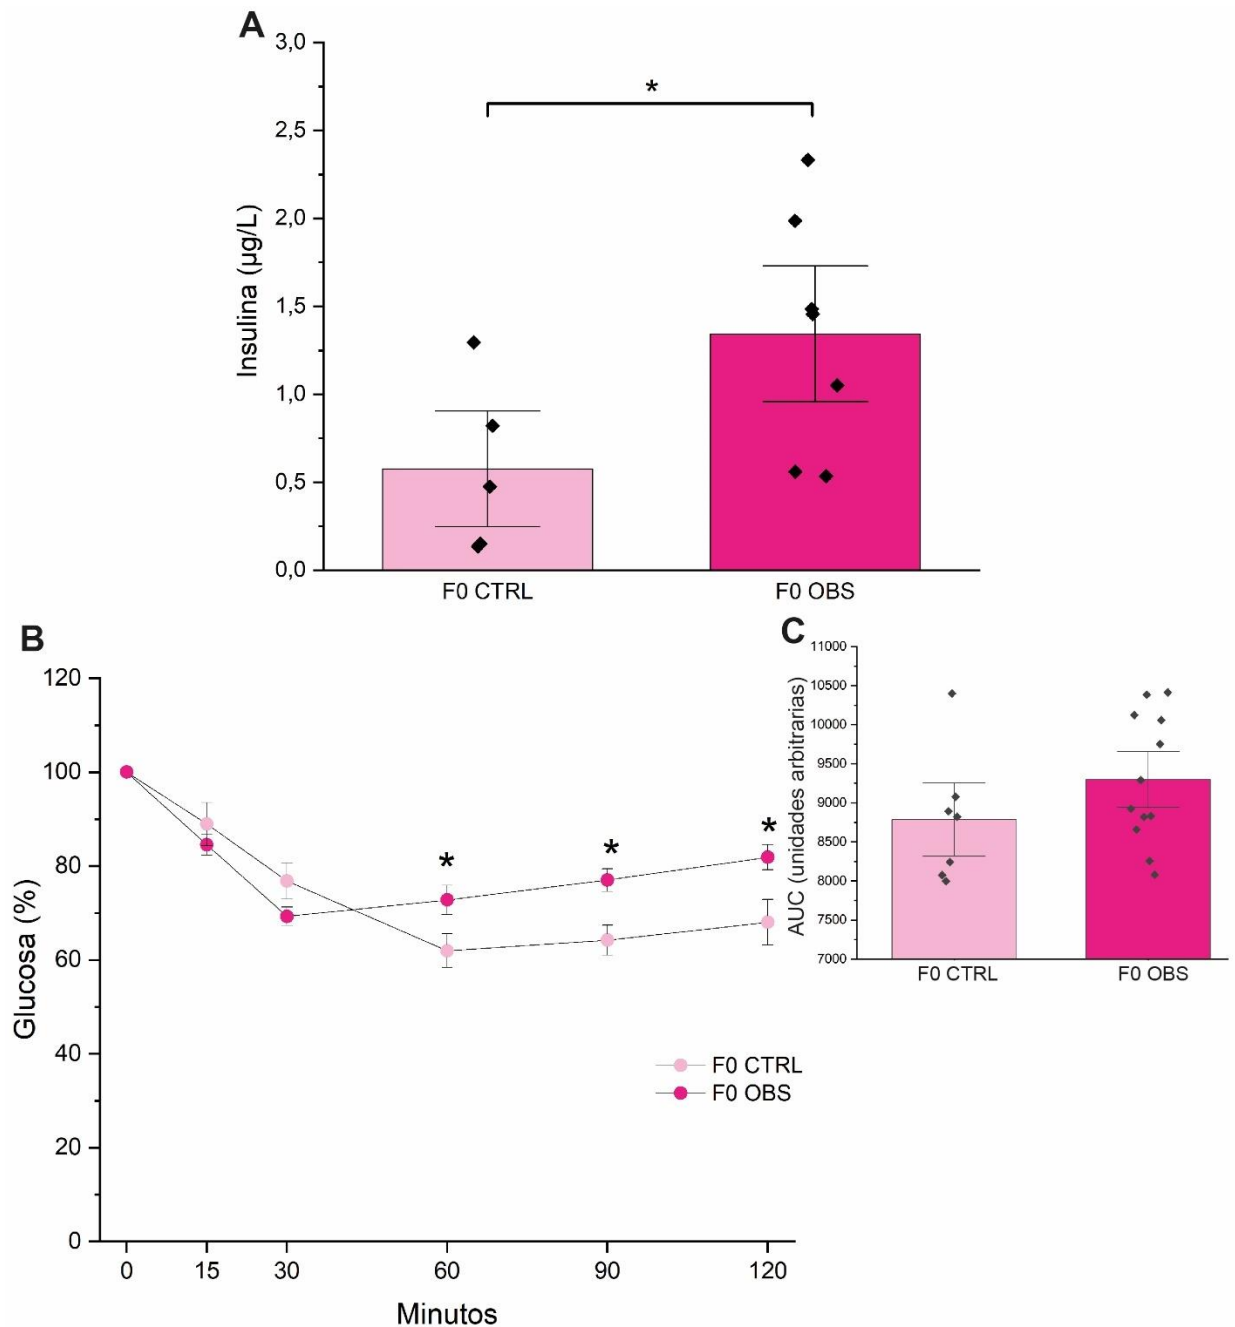 A
3,0
2,5
2,0
1,5
1,0
0,5
0,0
Insulina (µg/L)
*
F0 CTRL
F0 OBS
B
120
100
80
60
40
20
0
Glucosa (%)
*
*
*
F0 CTRL
F0 OBS
0
15
30
60
90
120
Minutos
C
11000
10500
10000
9500
9000
8500
8000
7500
7000
AUC (unidades arbitrarias)
F0 CTRL
F0 OBS